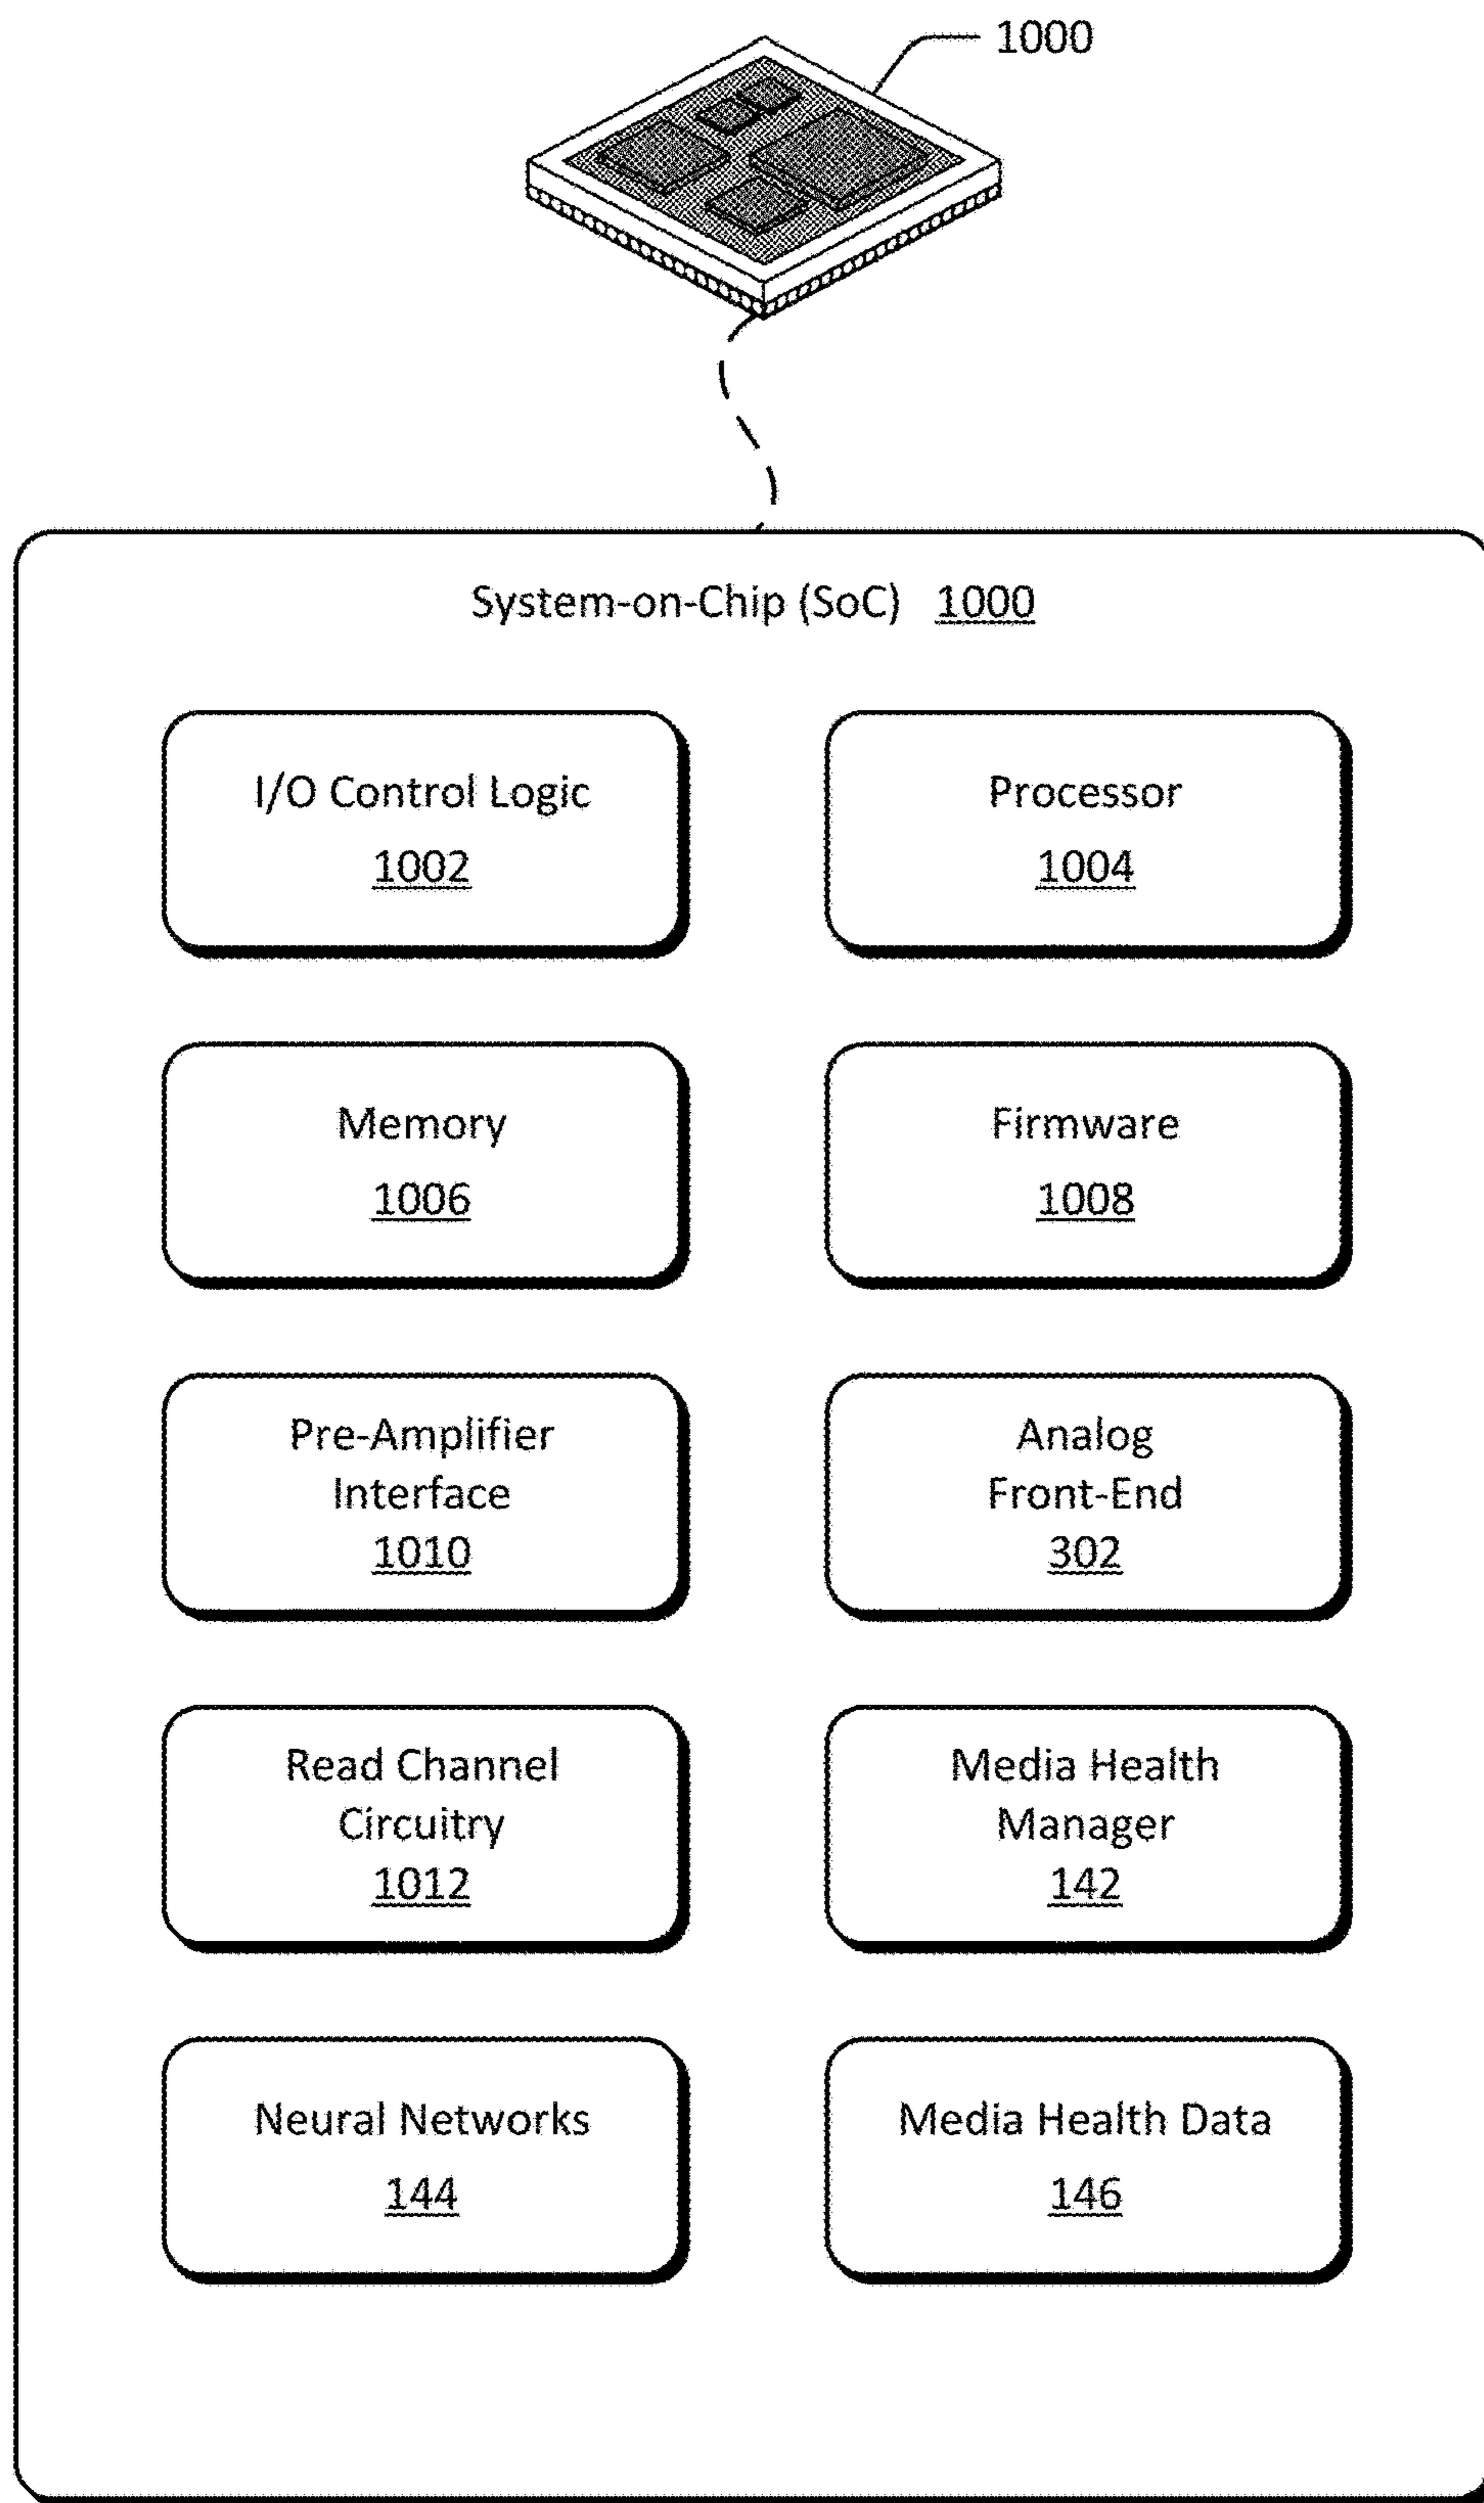 1000
System-on-Chip (SoC) 1000
I/O Control Logic
1002
Processor
1004
Memory
1006
Firmware
1008
Pre-Amplifier
Interface
1010
Analog
Front-End
302
Read Channel
Circuitry
1012
Media Health
Manager
142
Neural Networks
144
Media Health Data
146